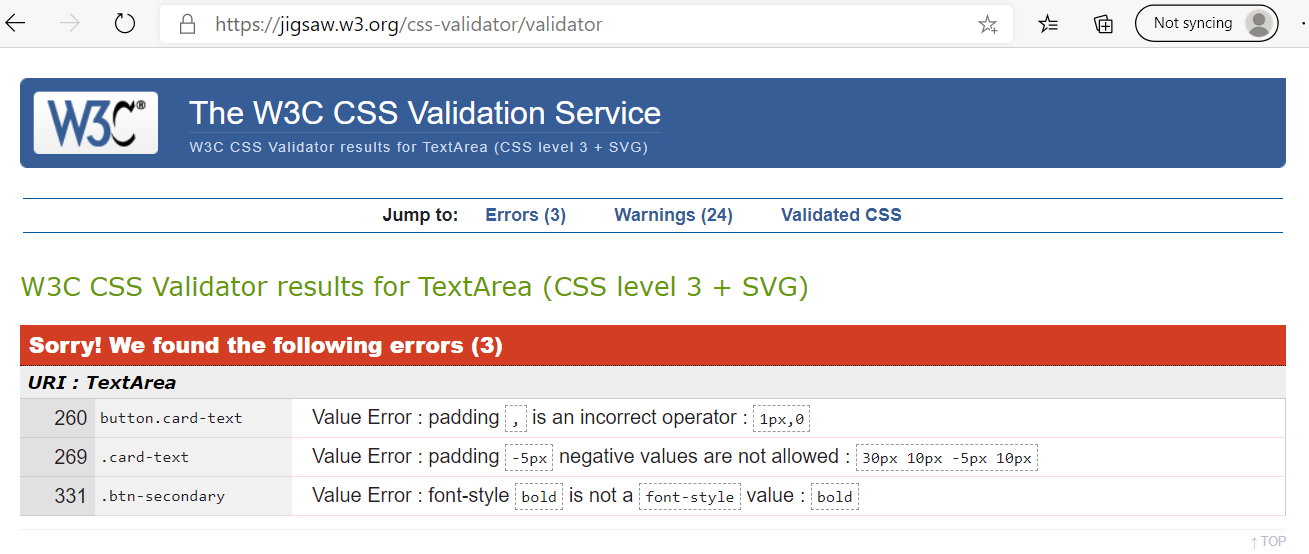 https://jigsaw.w3.org/css-validator/validator
Not syncing
W3C®
The W3C CSS Validation Service
W3C CSS Validator results for TextArea (CSS level 3 + SVG)
Jump to: Errors (3) Warnings (24) Validated CSS
W3C CSS Validator results for TextArea (CSS level 3 + SVG)
Sorry! We found the following errors (3)
URI : TextArea
260 button.card-text Value Error : padding , is an incorrect operator : 1px,0
269 .card-text Value Error : padding -5px negative values are not allowed : 30px 10px -5px 10px
331 .btn-secondary Value Error : font-style bold is not a font-style value : bold
↑ TOP